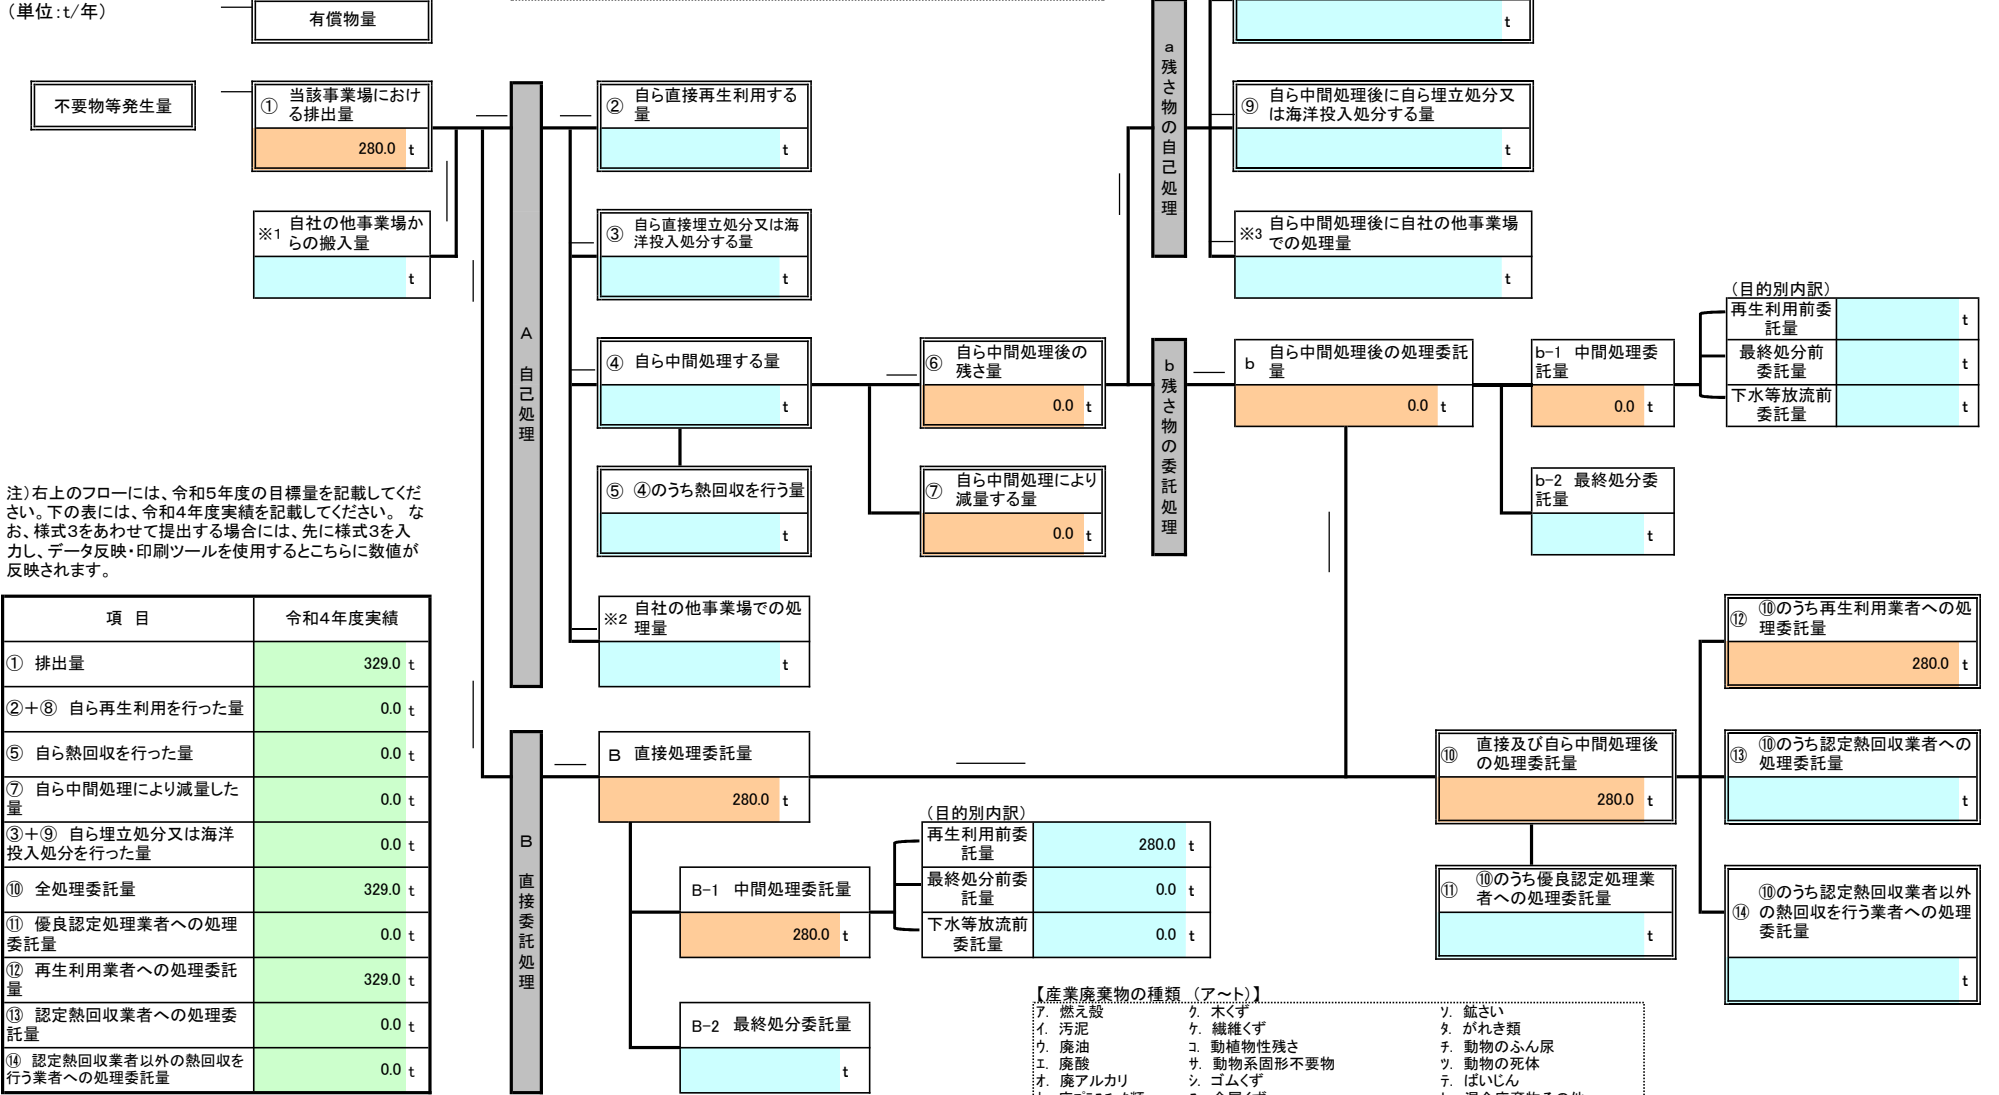 （単位:t/年）
有償物量
t
不要物等発生量
① 当該事業場におけ
る排出量
280.0 t
※1 自社の他事業場か
らの搬入量
t
A 自己処理
② 自ら直接再生利用する
量
t
③ 自ら直接埋立処分又は海
洋投入処分する量
t
④ 自ら中間処理する量
t
⑤ ④のうち熱回収を行う量
t
※2 自社の他事業場での処
理量
t
⑥ 自ら中間処理後の
残さ量
0.0 t
⑦ 自ら中間処理により
減量する量
0.0 t
a 残さ物の自己処理
⑨ 自ら中間処理後に自ら埋立処分又
は海洋投入処分する量
t
※3 自ら中間処理後に自社の他事業場
での処理量
t
b 残さ物の委託処理
b 自ら中間処理後の処理委託
量
0.0 t
b-1 中間処理委
託量
0.0 t
b-2 最終処分委
託量
t
（目的別内訳）
再生利用前委
託量
t
最終処分前
委託量
t
下水等放流前
委託量
t
注）右上のフローには、令和5年度の目標量を記載してくだ
さい。下の表には、令和4年度実績を記載してください。 な
お、様式3をあわせて提出する場合には、先に様式3を入
力し、データ反映・印刷ツールを使用するとこちらに数値が
反映されます。
項 目 令和4年度実績
① 排出量 329.0 t
②＋⑧ 自ら再生利用を行った量 0.0 t
⑤ 自ら熱回収を行った量 0.0 t
⑦ 自ら中間処理により減量した
量 0.0 t
③＋⑨ 自ら埋立処分又は海洋
投入処分を行った量 0.0 t
⑩ 全処理委託量 329.0 t
⑪ 優良認定処理業者への処理
委託量 0.0 t
⑫ 再生利用業者への処理委託
量 329.0 t
⑬ 認定熱回収業者への処理委
託量 0.0 t
⑭ 認定熱回収業者以外の熱回収を
行う業者への処理委託量 0.0 t
B 直接委託処理
B 直接処理委託量
280.0 t
B-1 中間処理委託量
280.0 t
B-2 最終処分委託量
t
（目的別内訳）
再生利用前委
託量
280.0 t
最終処分前委
託量
0.0 t
下水等放流前
委託量
0.0 t
⑩ 直接及び自ら中間処理後
の処理委託量
280.0 t
⑪ ⑩のうち優良認定処理業
者への処理委託量
t
⑫ ⑩のうち再生利用業者への処
理委託量
280.0 t
⑬ ⑩のうち認定熱回収業者への
処理委託量
t
⑭ ⑩のうち認定熱回収業者以外
の熱回収を行う業者への処理
委託量
t
【産業廃棄物の種類 （ア～ト）】
ア. 燃え殻 ク. 木くず ソ. 鉱さい
イ. 汚泥 ケ. 繊維くず タ. がれき類
ウ. 廃油 コ. 動植物性残さ チ. 動物のふん尿
エ. 廃酸 サ. 動物系固形不要物 ツ. 動物の死体
オ. 廃アルカリ シ. ゴムくず テ. ばいじん